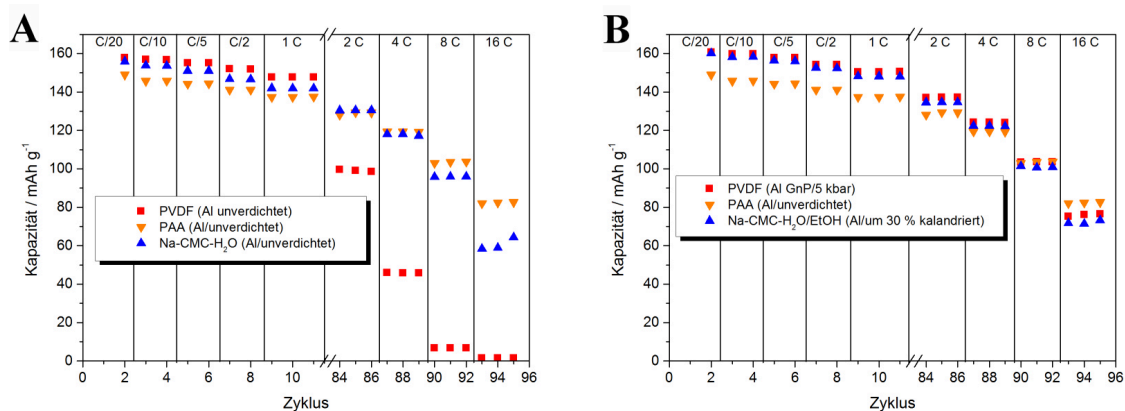 A
C/20 C/10 C/5 C/2 1 C 2 C 4 C 8 C 16 C
160
140
120
100
80
60
40
20
0
Kapazität / mAh g⁻¹
PVDF (Al unverdichtet)
PAA (Al/unverdichtet)
Na-CMC-H₂O (Al/unverdichtet)
0 2 4 6 8 10 84 86 88 90 92 94 96
Zyklus
B
C/20 C/10 C/5 C/2 1 C 2 C 4 C 8 C 16 C
160
140
120
100
80
60
40
20
0
Kapazität / mAh g⁻¹
PVDF (Al GnP/5 kbar)
PAA (Al/unverdichtet)
Na-CMC-H₂O/EtOH (Al/um 30 % kalandriert)
0 2 4 6 8 10 84 86 88 90 92 94 96
Zyklus